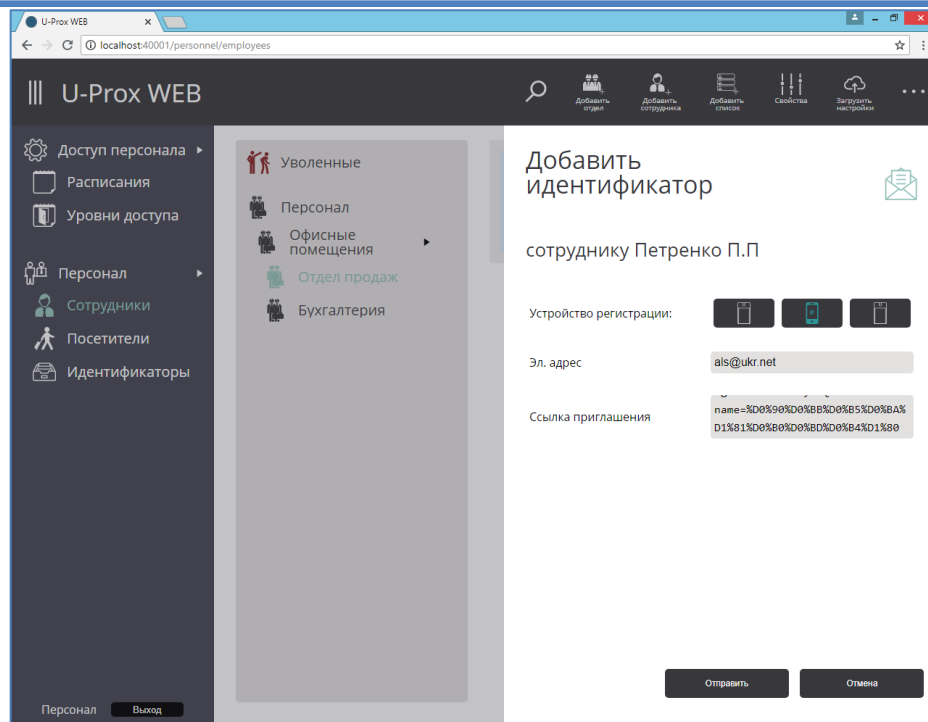 U-Prox WEB
localhost:40001/personnel/employees
U-Prox WEB
Добавить
отдел
Добавить
сотрудника
Добавить
список
Свойства
Загрузить
настройки
Доступ персонала
Расписания
Уровни доступа
Персонал
Сотрудники
Посетители
Идентификаторы
Персонал
Выход
Уволенные
Персонал
Офисные
помещения
Отдел продаж
Бухгалтерия
Добавить
идентификатор
сотруднику Петренко П.П
Устройство регистрации:
Эл. адрес
als@ukr.net
Ссылка приглашения
name=%D0%90%D0%BB%D0%B5%D0%BA%
D1%81%D0%B0%D0%BD%D0%B4%D1%80
Отправить
Отмена